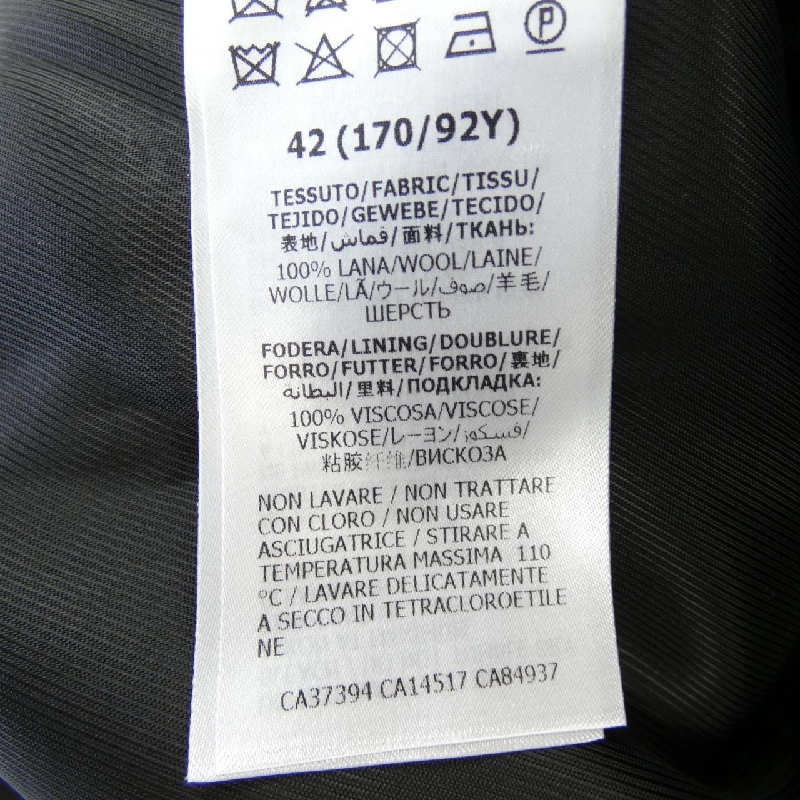 P
42 (170/92Y)
TESSUTO/FABRIC/TISSU/
TEJIDO/GEWEBE/TECIDO/
表地/قماش/面料/ТКАНЬ:
100% LANA/WOOL/LAINE/
WOLLE/LÃ/ウール/صوف/羊毛/
ШЕРСТЬ
FODERA/LINING/DOUBLURE/
FORRO/FUTTER/FORRO/裏地/
البطانة/里料/ПОДКЛАДКА:
100% VISCOSA/VISCOSE/
VISKOSE/レーヨン/فسكوز/
粘胶纤维/ВИСКОЗА
NON LAVARE / NON TRATTARE
CON CLORO / NON USARE
ASCIUGATRICE / STIRARE A
TEMPERATURA MASSIMA 110
°C / LAVARE DELICATAMENTE
A SECCO IN TETRACLOROETILE
NE
CA37394 CA14517 CA84937